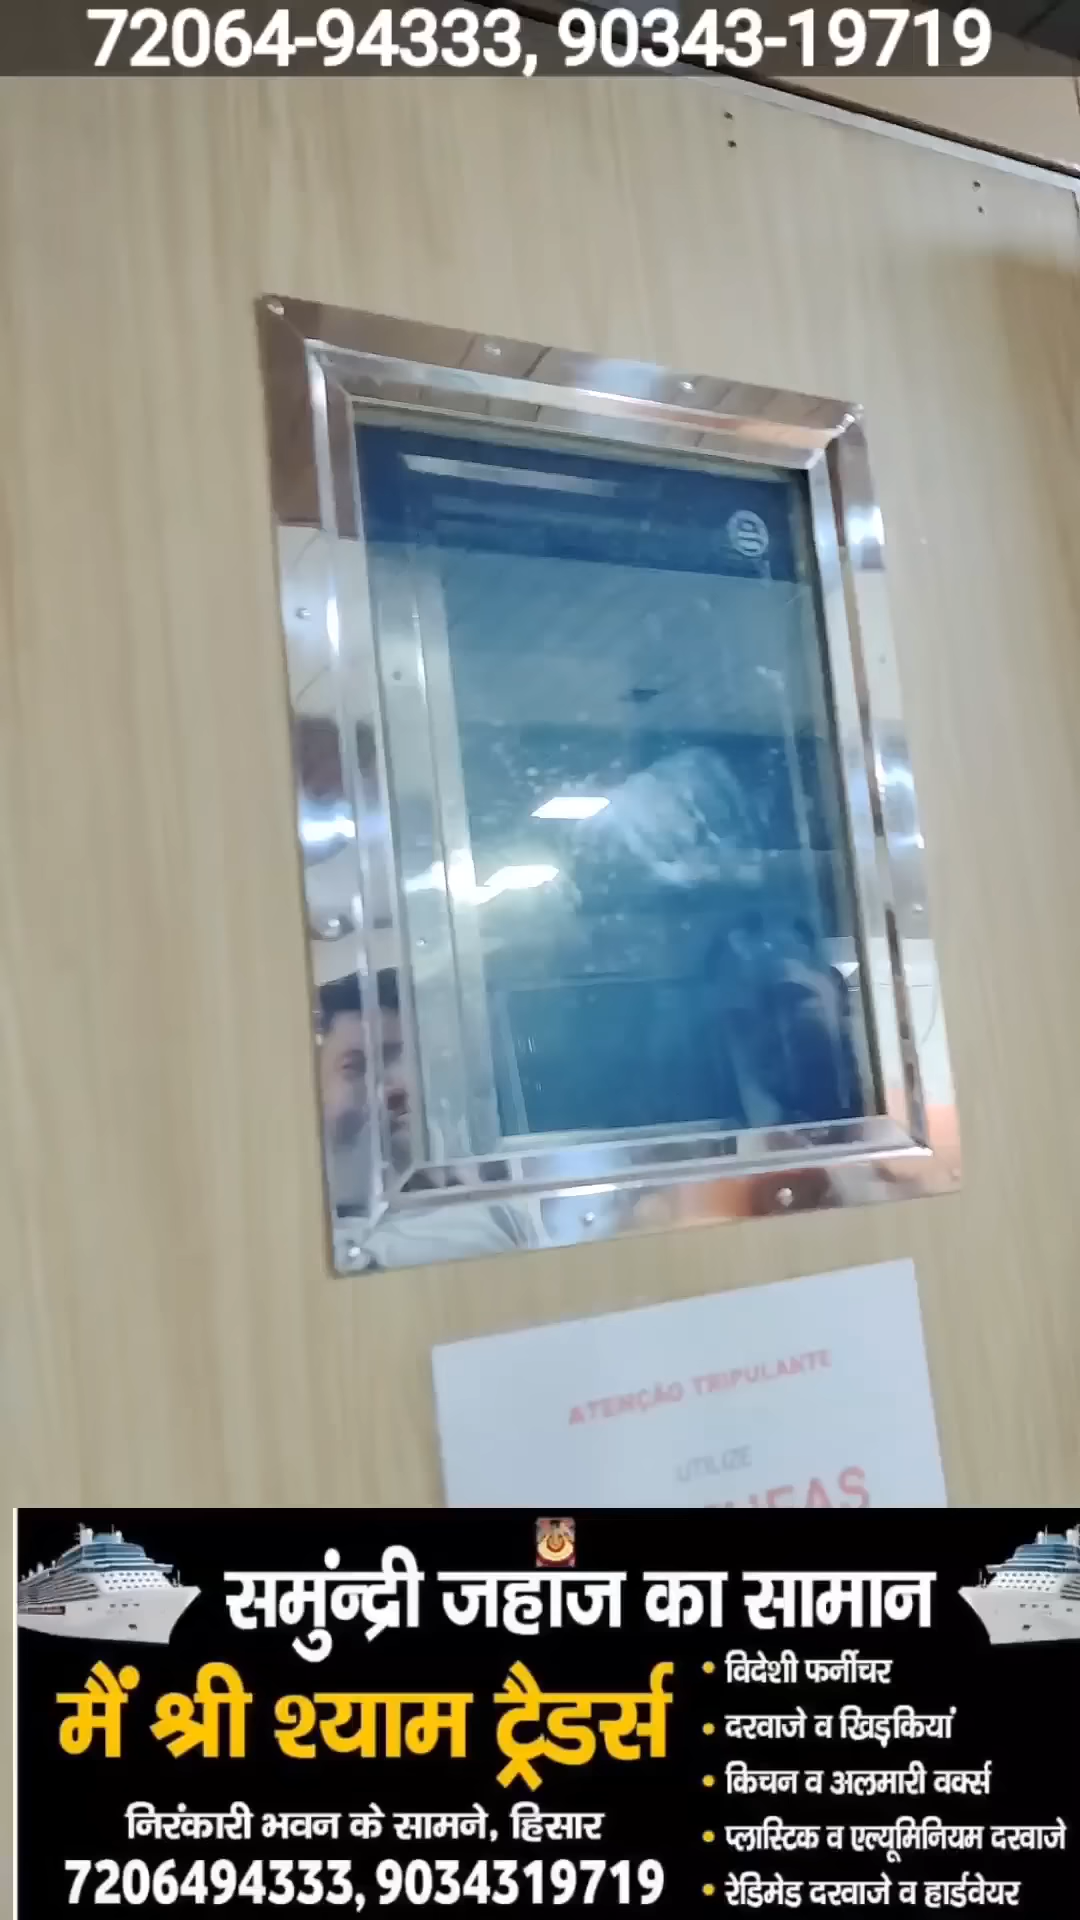 72064-94333, 90343-19719
ATENÇÃO TRIPULANTE
UTILIZE
समुंन्द्री जहाज का सामान
मैं श्री श्याम ट्रैडर्स
निरंकारी भवन के सामने, हिसार
7206494333, 9034319719
• विदेशी फर्नीचर
• दरवाजे व खिड़कियां
• किचन व अलमारी वर्क्स
• प्लास्टिक व एल्यूमिनियम दरवाजे
• रेडिमेड दरवाजे व हार्डवेयर